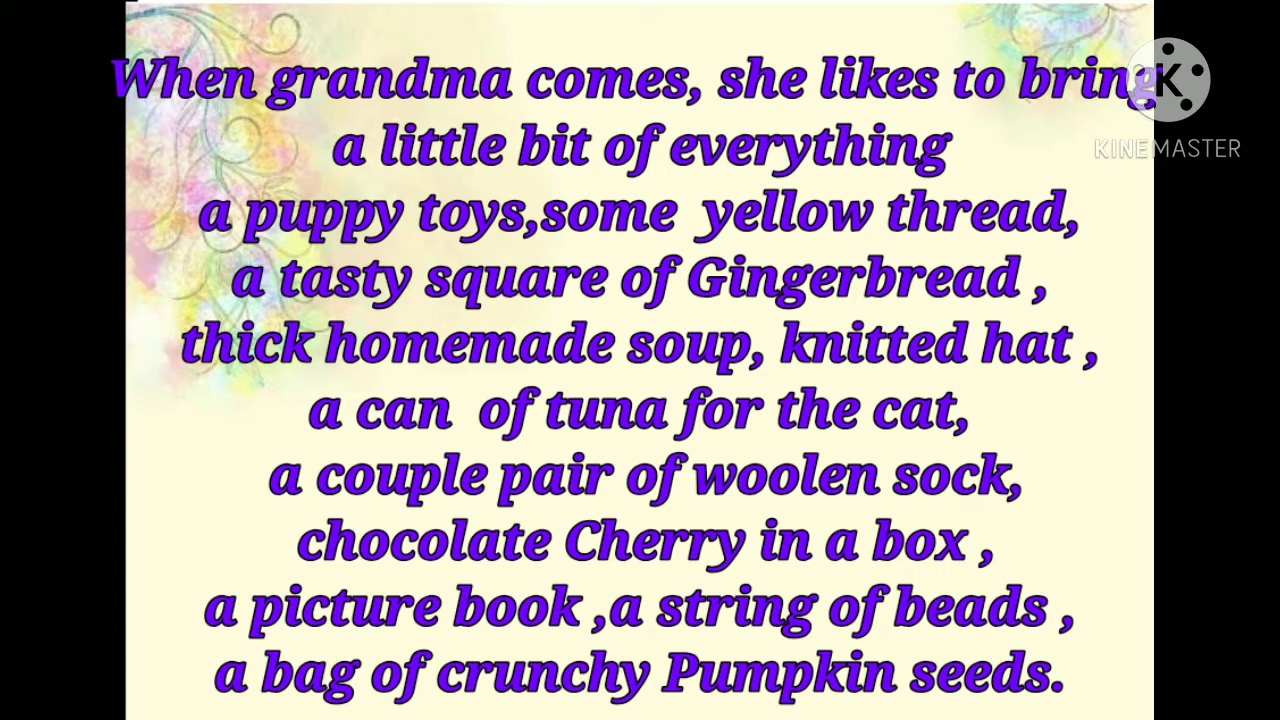 When grandma comes, she likes to bring
a little bit of everything
a puppy toys,some yellow thread,
a tasty square of Gingerbread ,
thick homemade soup, knitted hat ,
a can of tuna for the cat,
a couple pair of woolen sock,
chocolate Cherry in a box ,
a picture book ,a string of beads ,
a bag of crunchy Pumpkin seeds.
K
KINEMASTER